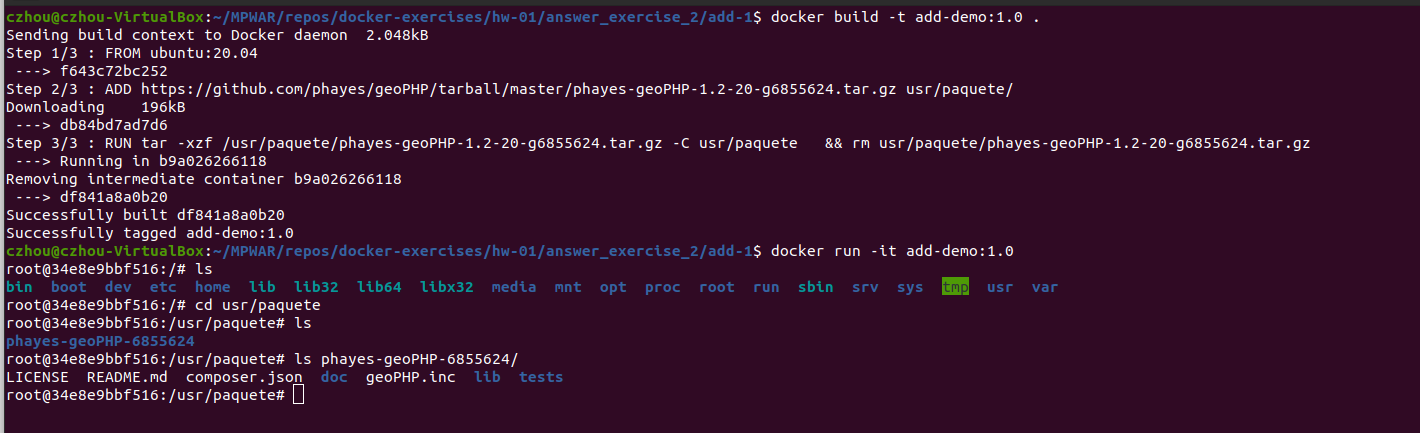 czhou@czhou-VirtualBox:~/MPWAR/repos/docker-exercises/hw-01/answer_exercise_2/add-1$ docker build -t add-demo:1.0 .
Sending build context to Docker daemon  2.048kB
Step 1/3 : FROM ubuntu:20.04
 ---> f643c72bc252
Step 2/3 : ADD https://github.com/phayes/geoPHP/tarball/master/phayes-geoPHP-1.2-20-g6855624.tar.gz usr/paquete/
Downloading    196kB
 ---> db84bd7ad7d6
Step 3/3 : RUN tar -xzf /usr/paquete/phayes-geoPHP-1.2-20-g6855624.tar.gz -C usr/paquete   && rm usr/paquete/phayes-geoPHP-1.2-20-g6855624.tar.gz
 ---> Running in b9a026266118
Removing intermediate container b9a026266118
 ---> df841a8a0b20
Successfully built df841a8a0b20
Successfully tagged add-demo:1.0
czhou@czhou-VirtualBox:~/MPWAR/repos/docker-exercises/hw-01/answer_exercise_2/add-1$ docker run -it add-demo:1.0
root@34e8e9bbf516:/# ls
bin  boot  dev  etc  home  lib  lib32  lib64  libx32  media  mnt  opt  proc  root  run  sbin  srv  sys  tmp  usr  var
root@34e8e9bbf516:/# cd usr/paquete
root@34e8e9bbf516:/usr/paquete# ls
phayes-geoPHP-6855624
root@34e8e9bbf516:/usr/paquete# ls phayes-geoPHP-6855624/
LICENSE  README.md  composer.json  doc  geoPHP.inc  lib  tests
root@34e8e9bbf516:/usr/paquete#